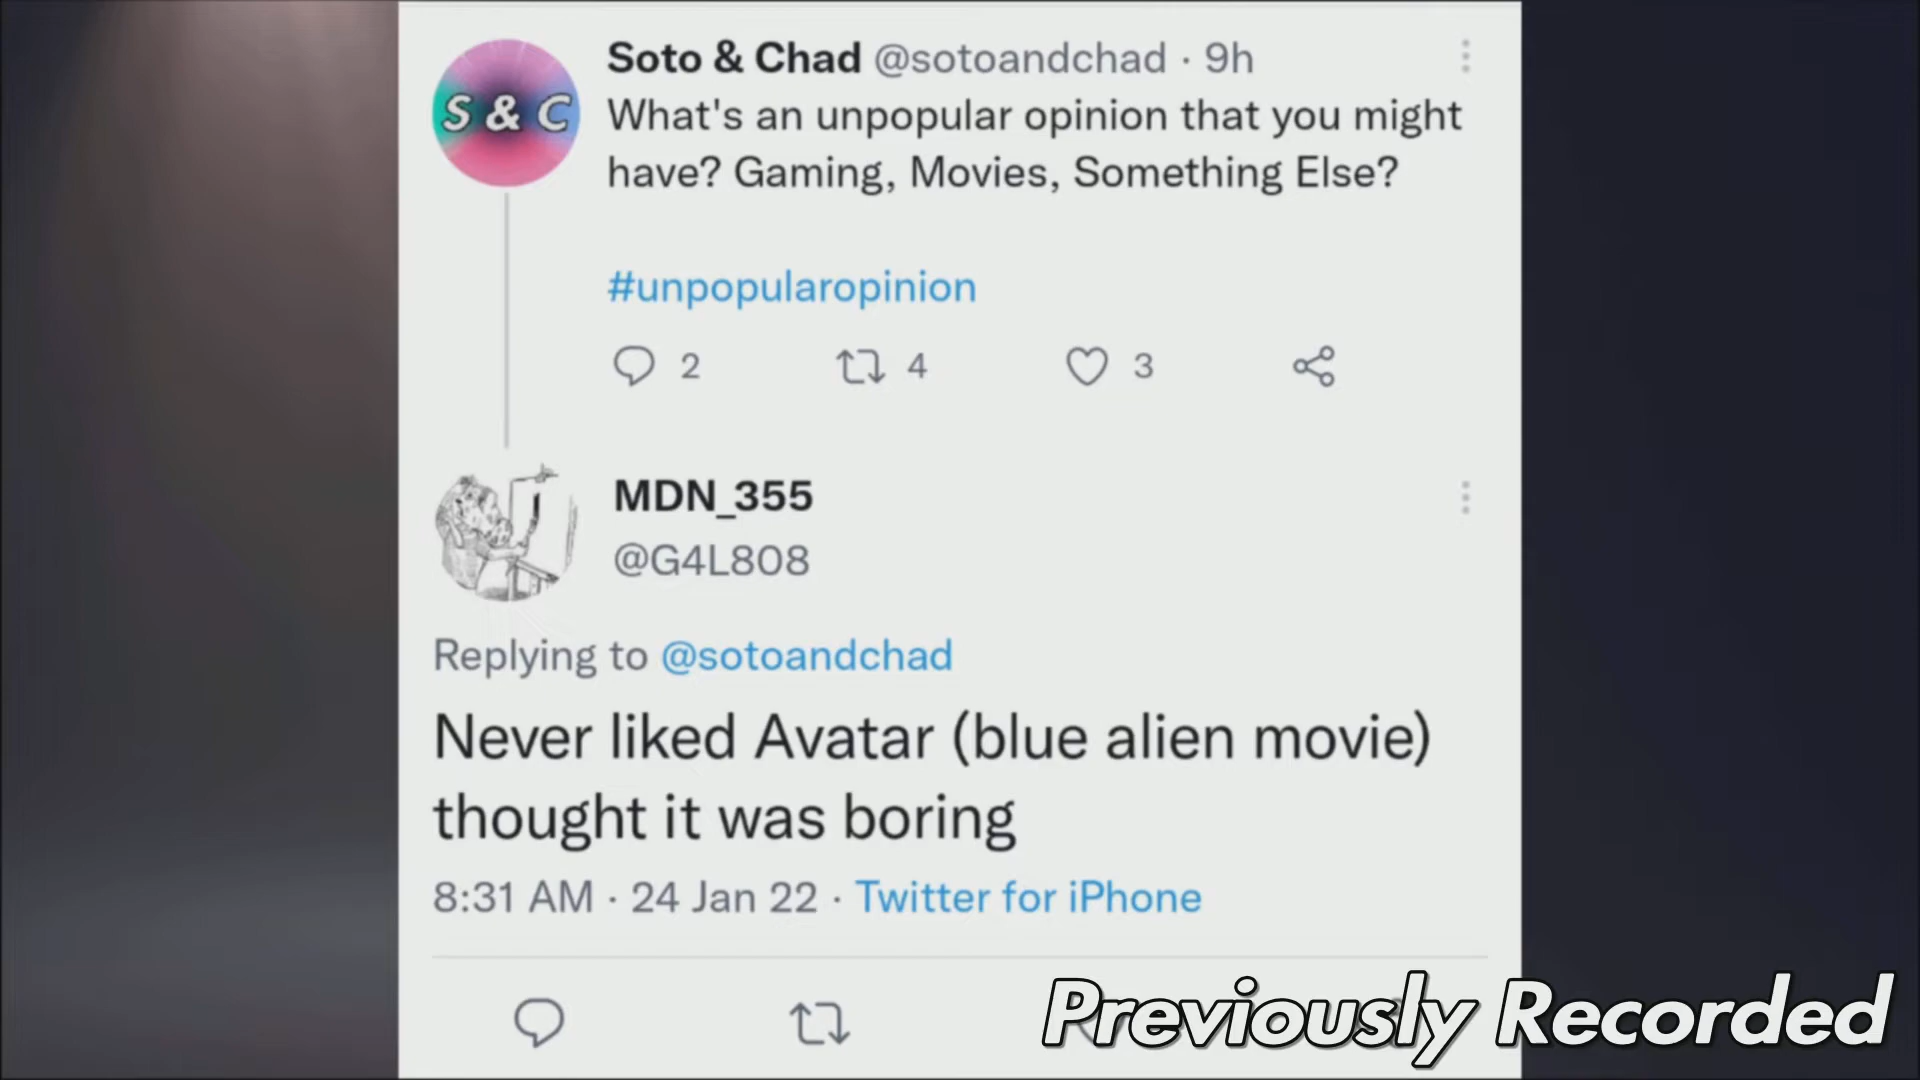 S & C
Soto & Chad @sotoandchad · 9h
What's an unpopular opinion that you might
have? Gaming, Movies, Something Else?
#unpopularopinion
2 4 3
MDN_355
@G4L808
Replying to @sotoandchad
Never liked Avatar (blue alien movie)
thought it was boring
8:31 AM · 24 Jan 22 · Twitter for iPhone
Previously Recorded